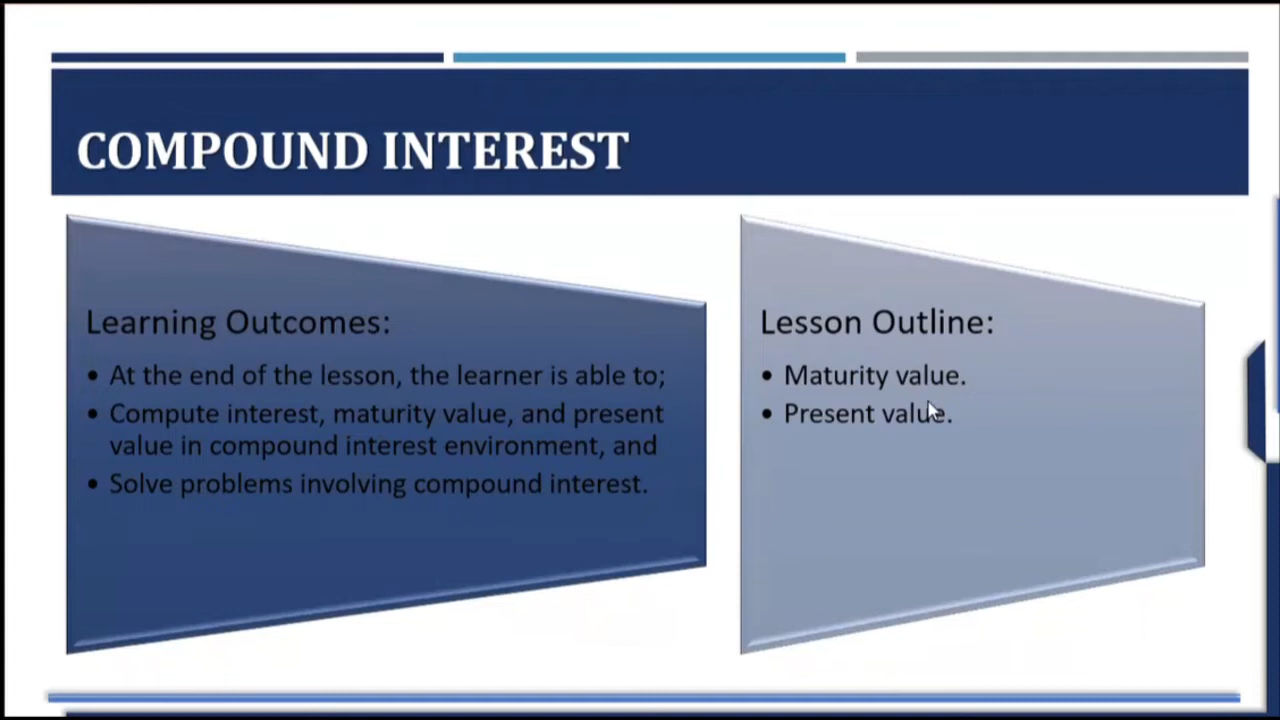 COMPOUND INTEREST
Learning Outcomes:
• At the end of the lesson, the learner is able to;
• Compute interest, maturity value, and present
value in compound interest environment, and
• Solve problems involving compound interest.
Lesson Outline:
• Maturity value.
• Present value.